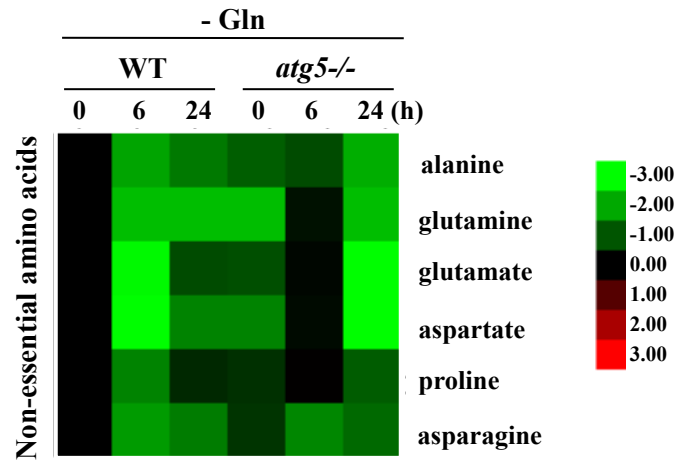 - Gln
WT atg5-/-
0 6 24 0 6 24 (h)
Non-essential amino acids
alanine
glutamine
glutamate
aspartate
proline
asparagine
-3.00
-2.00
-1.00
0.00
1.00
2.00
3.00